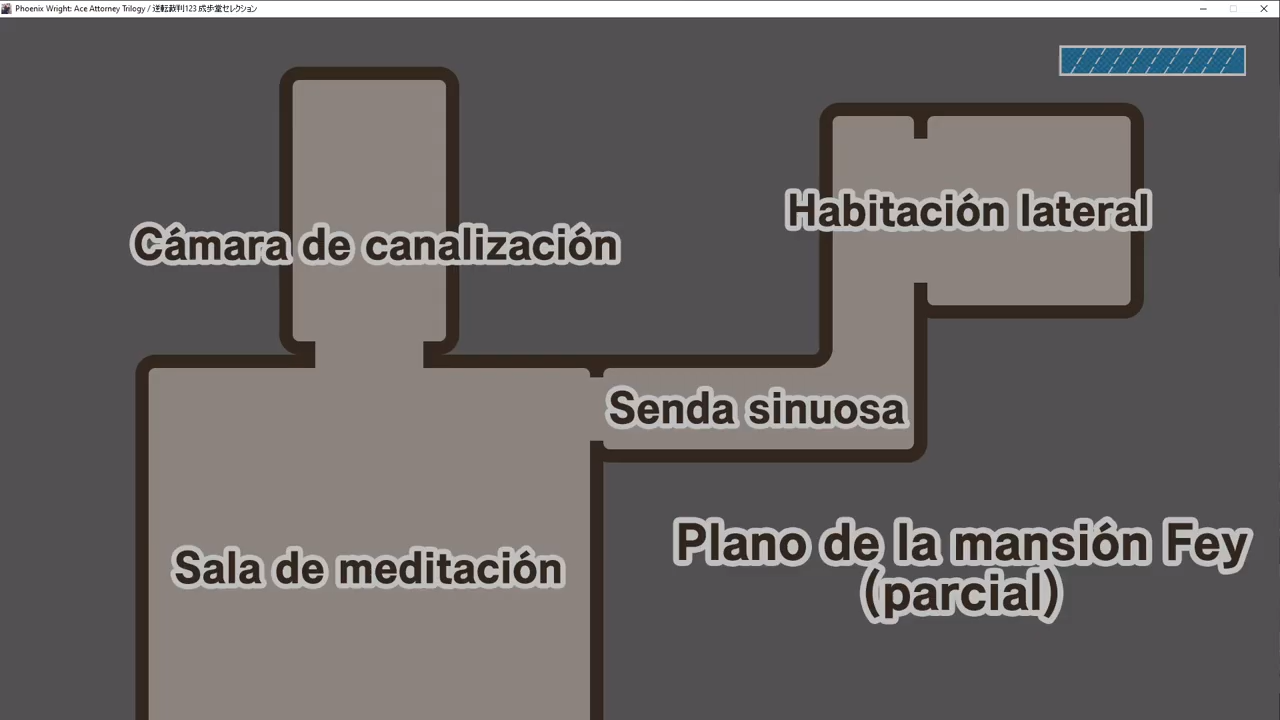 Phoenix Wright: Ace Attorney Trilogy / 逆転裁判123 成歩堂セレクション
Habitación lateral
Cámara de canalización
Senda sinuosa
Plano de la mansión Fey
(parcial)
Sala de meditación